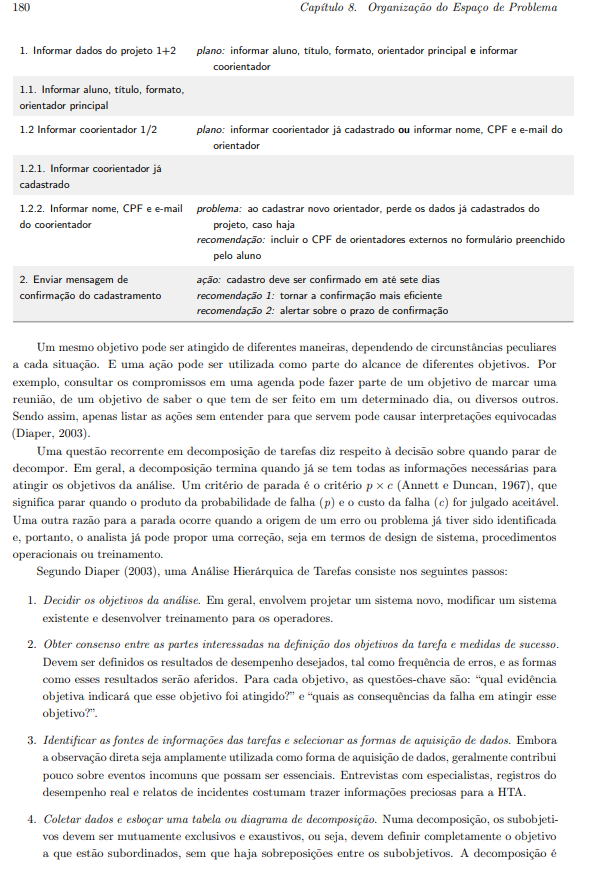 180 Capítulo 8. Organização do Espaço de Problema
1. Informar dados do projeto 1+2 plano: informar aluno, título, formato, orientador principal e informar
coorientador
1.1. Informar aluno, título, formato,
orientador principal
1.2 Informar coorientador 1/2 plano: informar coorientador já cadastrado ou informar nome, CPF e e-mail do
orientador
1.2.1. Informar coorientador já
cadastrado
1.2.2. Informar nome, CPF e e-mail problema: ao cadastrar novo orientador, perde os dados já cadastrados do
do coorientador projeto, caso haja
recomendação: incluir o CPF de orientadores externos no formulário preenchido
pelo aluno
2. Enviar mensagem de ação: cadastro deve ser confirmado em até sete dias
confirmação do cadastramento recomendação 1: tornar a confirmação mais eficiente
recomendação 2: alertar sobre o prazo de confirmação
Um mesmo objetivo pode ser atingido de diferentes maneiras, dependendo de circunstâncias peculiares
a cada situação. E uma ação pode ser utilizada como parte do alcance de diferentes objetivos. Por
exemplo, consultar os compromissos em uma agenda pode fazer parte de um objetivo de marcar uma
reunião, de um objetivo de saber o que tem de ser feito em um determinado dia, ou diversos outros.
Sendo assim, apenas listar as ações sem entender para que servem pode causar interpretações equivocadas
(Diaper, 2003).
Uma questão recorrente em decomposição de tarefas diz respeito à decisão sobre quando parar de
decompor. Em geral, a decomposição termina quando já se tem todas as informações necessárias para
atingir os objetivos da análise. Um critério de parada é o critério p × c (Annett e Duncan, 1967), que
significa parar quando o produto da probabilidade de falha (p) e o custo da falha (c) for julgado aceitável.
Uma outra razão para a parada ocorre quando a origem de um erro ou problema já tiver sido identificada
e, portanto, o analista já pode propor uma correção, seja em termos de design de sistema, procedimentos
operacionais ou treinamento.
Segundo Diaper (2003), uma Análise Hierárquica de Tarefas consiste nos seguintes passos:
1. Decidir os objetivos da análise. Em geral, envolvem projetar um sistema novo, modificar um sistema
existente e desenvolver treinamento para os operadores.
2. Obter consenso entre as partes interessadas na definição dos objetivos da tarefa e medidas de sucesso.
Devem ser definidos os resultados de desempenho desejados, tal como frequência de erros, e as formas
como esses resultados serão aferidos. Para cada objetivo, as questões-chave são: “qual evidência
objetiva indicará que esse objetivo foi atingido?” e “quais as consequências da falha em atingir esse
objetivo?”.
3. Identificar as fontes de informações das tarefas e selecionar as formas de aquisição de dados. Embora
a observação direta seja amplamente utilizada como forma de aquisição de dados, geralmente contribui
pouco sobre eventos incomuns que possam ser essenciais. Entrevistas com especialistas, registros do
desempenho real e relatos de incidentes costumam trazer informações preciosas para a HTA.
4. Coletar dados e esboçar uma tabela ou diagrama de decomposição. Numa decomposição, os subobjeti-
vos devem ser mutuamente exclusivos e exaustivos, ou seja, devem definir completamente o objetivo
a que estão subordinados, sem que haja sobreposições entre os subobjetivos. A decomposição é